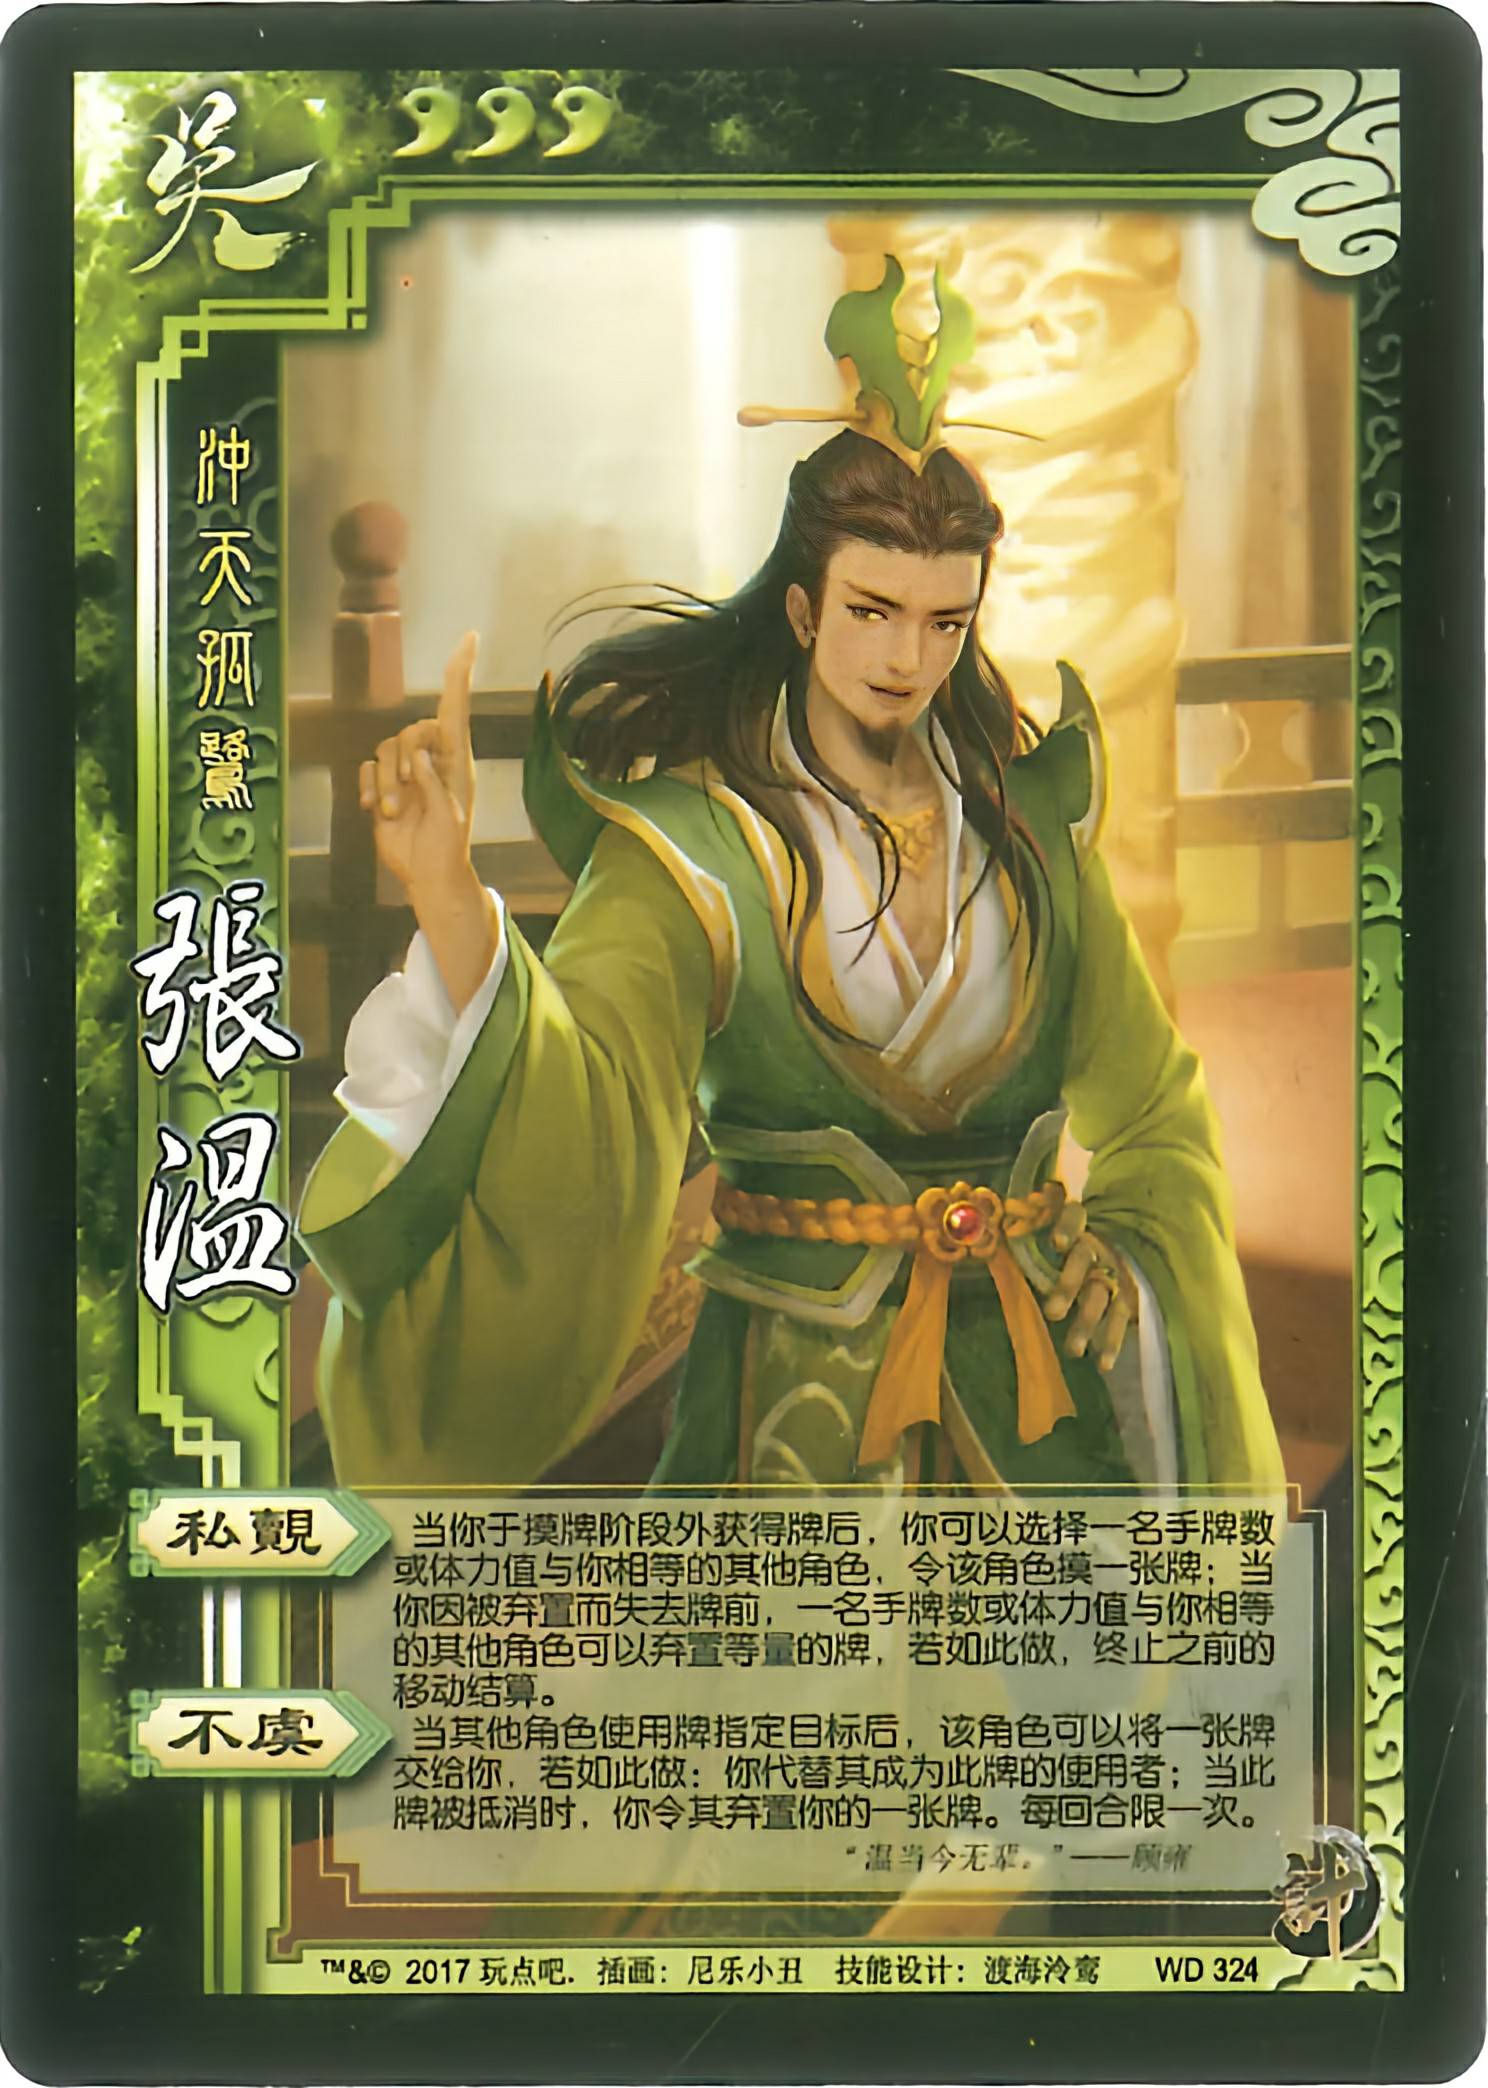 吴
沖天孤鷺
張溫
私覿
当你于摸牌阶段外获得牌后，你可以选择一名手牌数
或体力值与你相等的其他角色，令该角色摸一张牌；当
你因被弃置而失去牌前，一名手牌数或体力值与你相等
的其他角色可以弃置等量的牌，若如此做，终止之前的
移动结算。
不虞
当其他角色使用牌指定目标后，该角色可以将一张牌
交给你，若如此做：你代替其成为此牌的使用者；当此
牌被抵消时，你令其弃置你的一张牌。每回合限一次。
“温当今无辈。”——顾雍
計
™&© 2017 玩点吧. 插画：尼乐小丑 技能设计：渡海泠鸾 WD 324